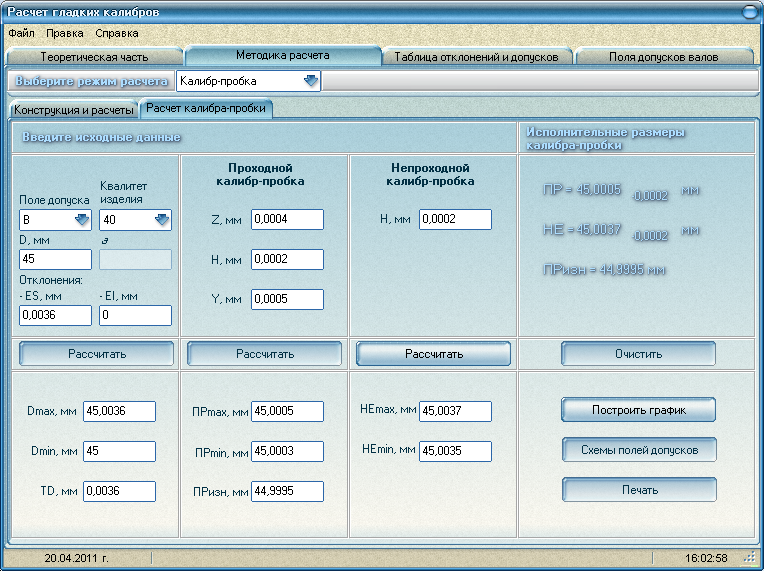 Расчет гладких калибров
Файл Правка Справка
Теоретическая часть Методика расчета Таблица отклонений и допусков Поля допусков валов
Выберите режим расчета Калибр-пробка
Конструкция и расчеты Расчет калибра-пробки
Введите исходные данные
Исполнительные размеры
калибра-пробки
Поле допуска
Квалитет
изделия
B 40
D, мм a
45
Отклонения:
- ES, мм - EI, мм
0,0036 0
Проходной
калибр-пробка
Z, мм 0,0004
H, мм 0,0002
Y, мм 0,0005
Непроходной
калибр-пробка
H, мм 0,0002
ПР = 45,0005 -0,0002 мм
НЕ = 45,0037 -0,0002 мм
ПРизн = 44,9995 мм
Рассчитать Рассчитать Рассчитать Очистить
Dmax, мм 45,0036
Dmin, мм 45
TD, мм 0,0036
ПРmax, мм 45,0005
ПРmin, мм 45,0003
ПРизн, мм 44,9995
НЕmax, мм 45,0037
НЕmin, мм 45,0035
Построить график
Схемы полей допусков
Печать
20.04.2011 г. 16:02:58